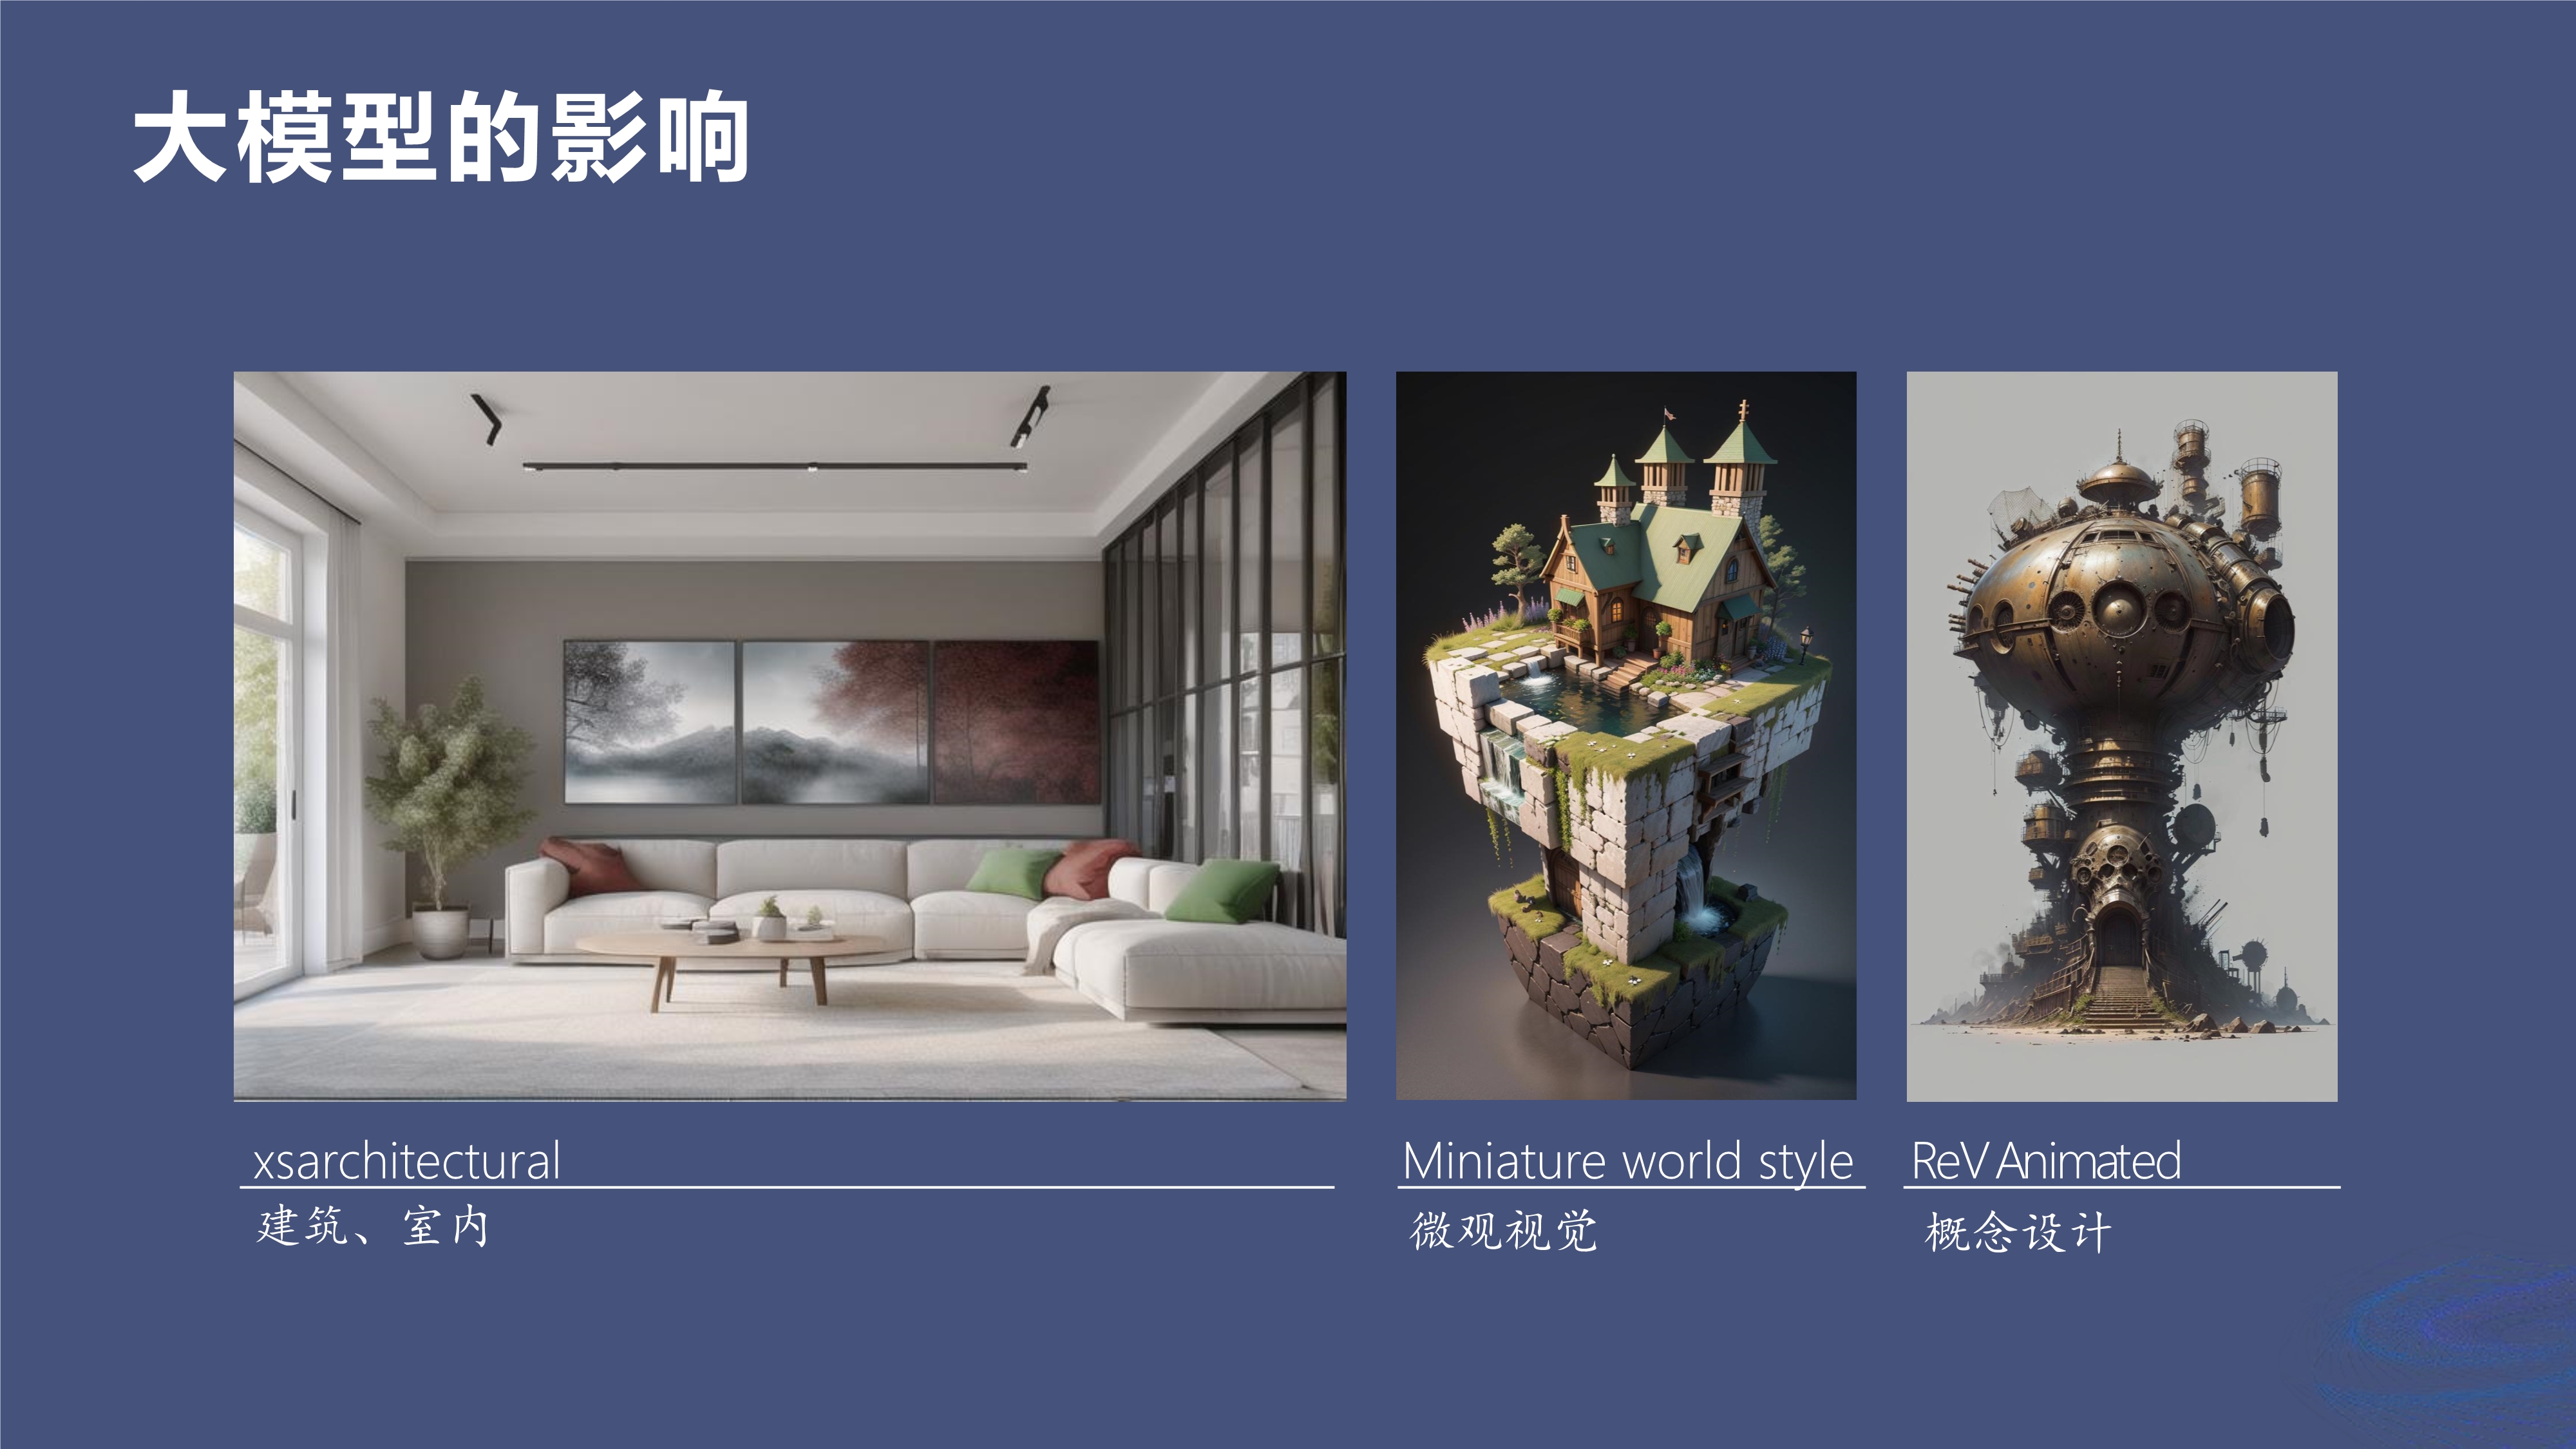 大模型的影响
xsarchitectural
建筑、室内
Miniature world style
微观视觉
ReV Animated
概念设计